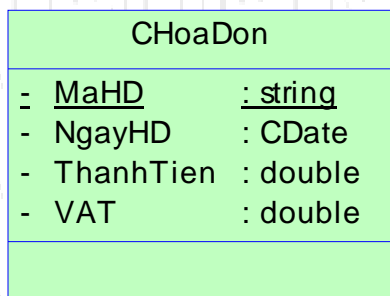 CHoaDon
- MaHD : string
- NgayHD : CDate
- ThanhTien : double
- VAT : double